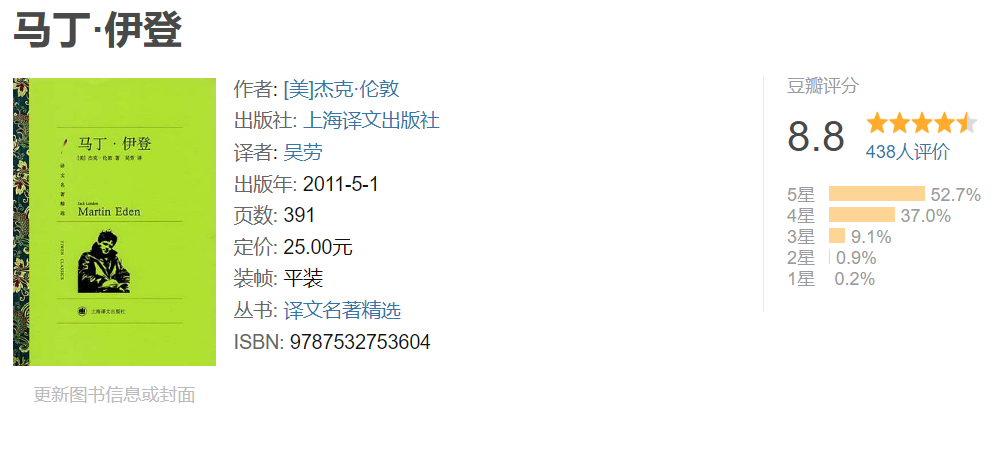 马丁·伊登
马丁·伊登
[美] 杰克·伦敦 著 吴劳 译
译文名著精选
Jack London
Martin Eden
YIWEN CLASSICS
上海译文出版社
更新图书信息或封面
作者: [美]杰克·伦敦
出版社: 上海译文出版社
译者: 吴劳
出版年: 2011-5-1
页数: 391
定价: 25.00元
装帧: 平装
丛书: 译文名著精选
ISBN: 9787532753604
豆瓣评分
8.8
438人评价
5星 52.7%
4星 37.0%
3星 9.1%
2星 0.9%
1星 0.2%